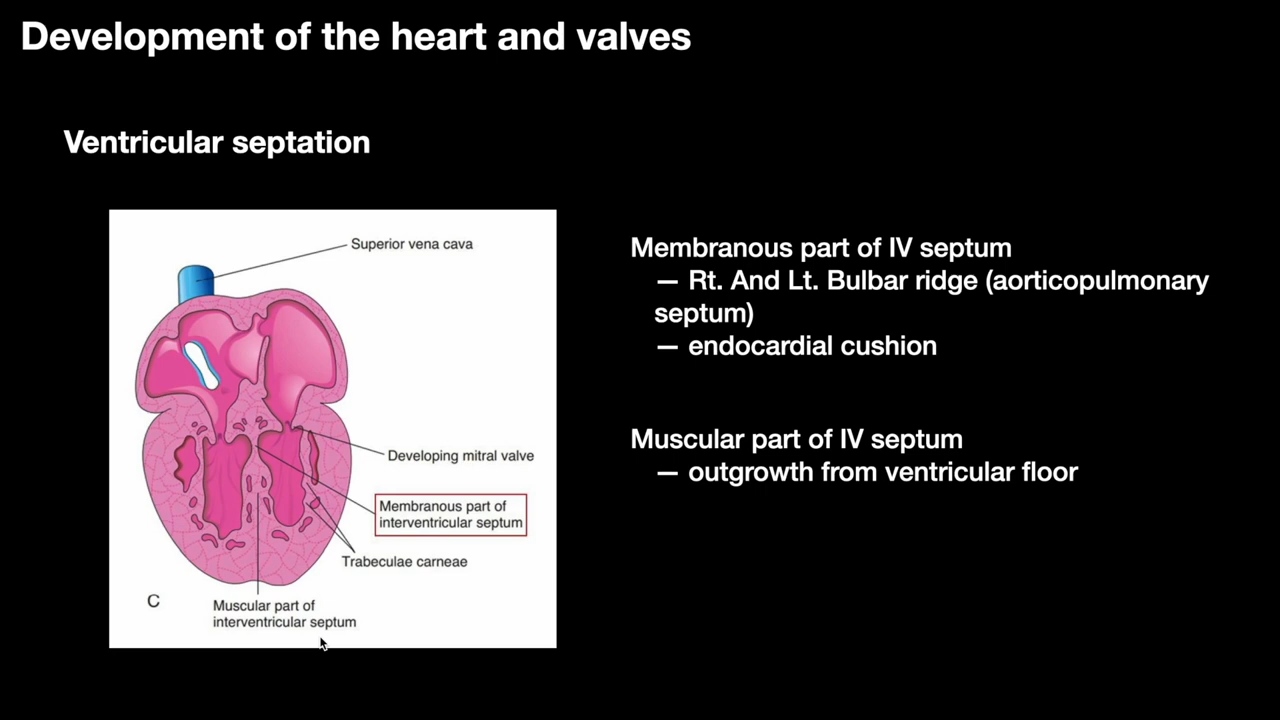 Development of the heart and valves
Ventricular septation
Superior vena cava
Developing mitral valve
Membranous part of
interventricular septum
Trabeculae carneae
C
Muscular part of
interventricular septum
Membranous part of IV septum
— Rt. And Lt. Bulbar ridge (aorticopulmonary
septum)
— endocardial cushion
Muscular part of IV septum
— outgrowth from ventricular floor